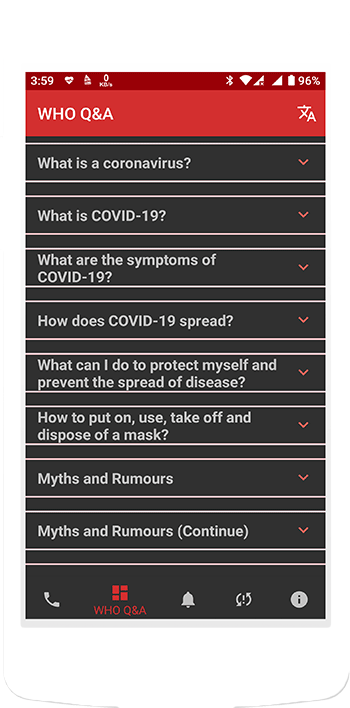 3:59 0 KB/s 96%
WHO Q&A
What is a coronavirus?
What is COVID-19?
What are the symptoms of
COVID-19?
How does COVID-19 spread?
What can I do to protect myself and
prevent the spread of disease?
How to put on, use, take off and
dispose of a mask?
Myths and Rumours
Myths and Rumours (Continue)
WHO Q&A